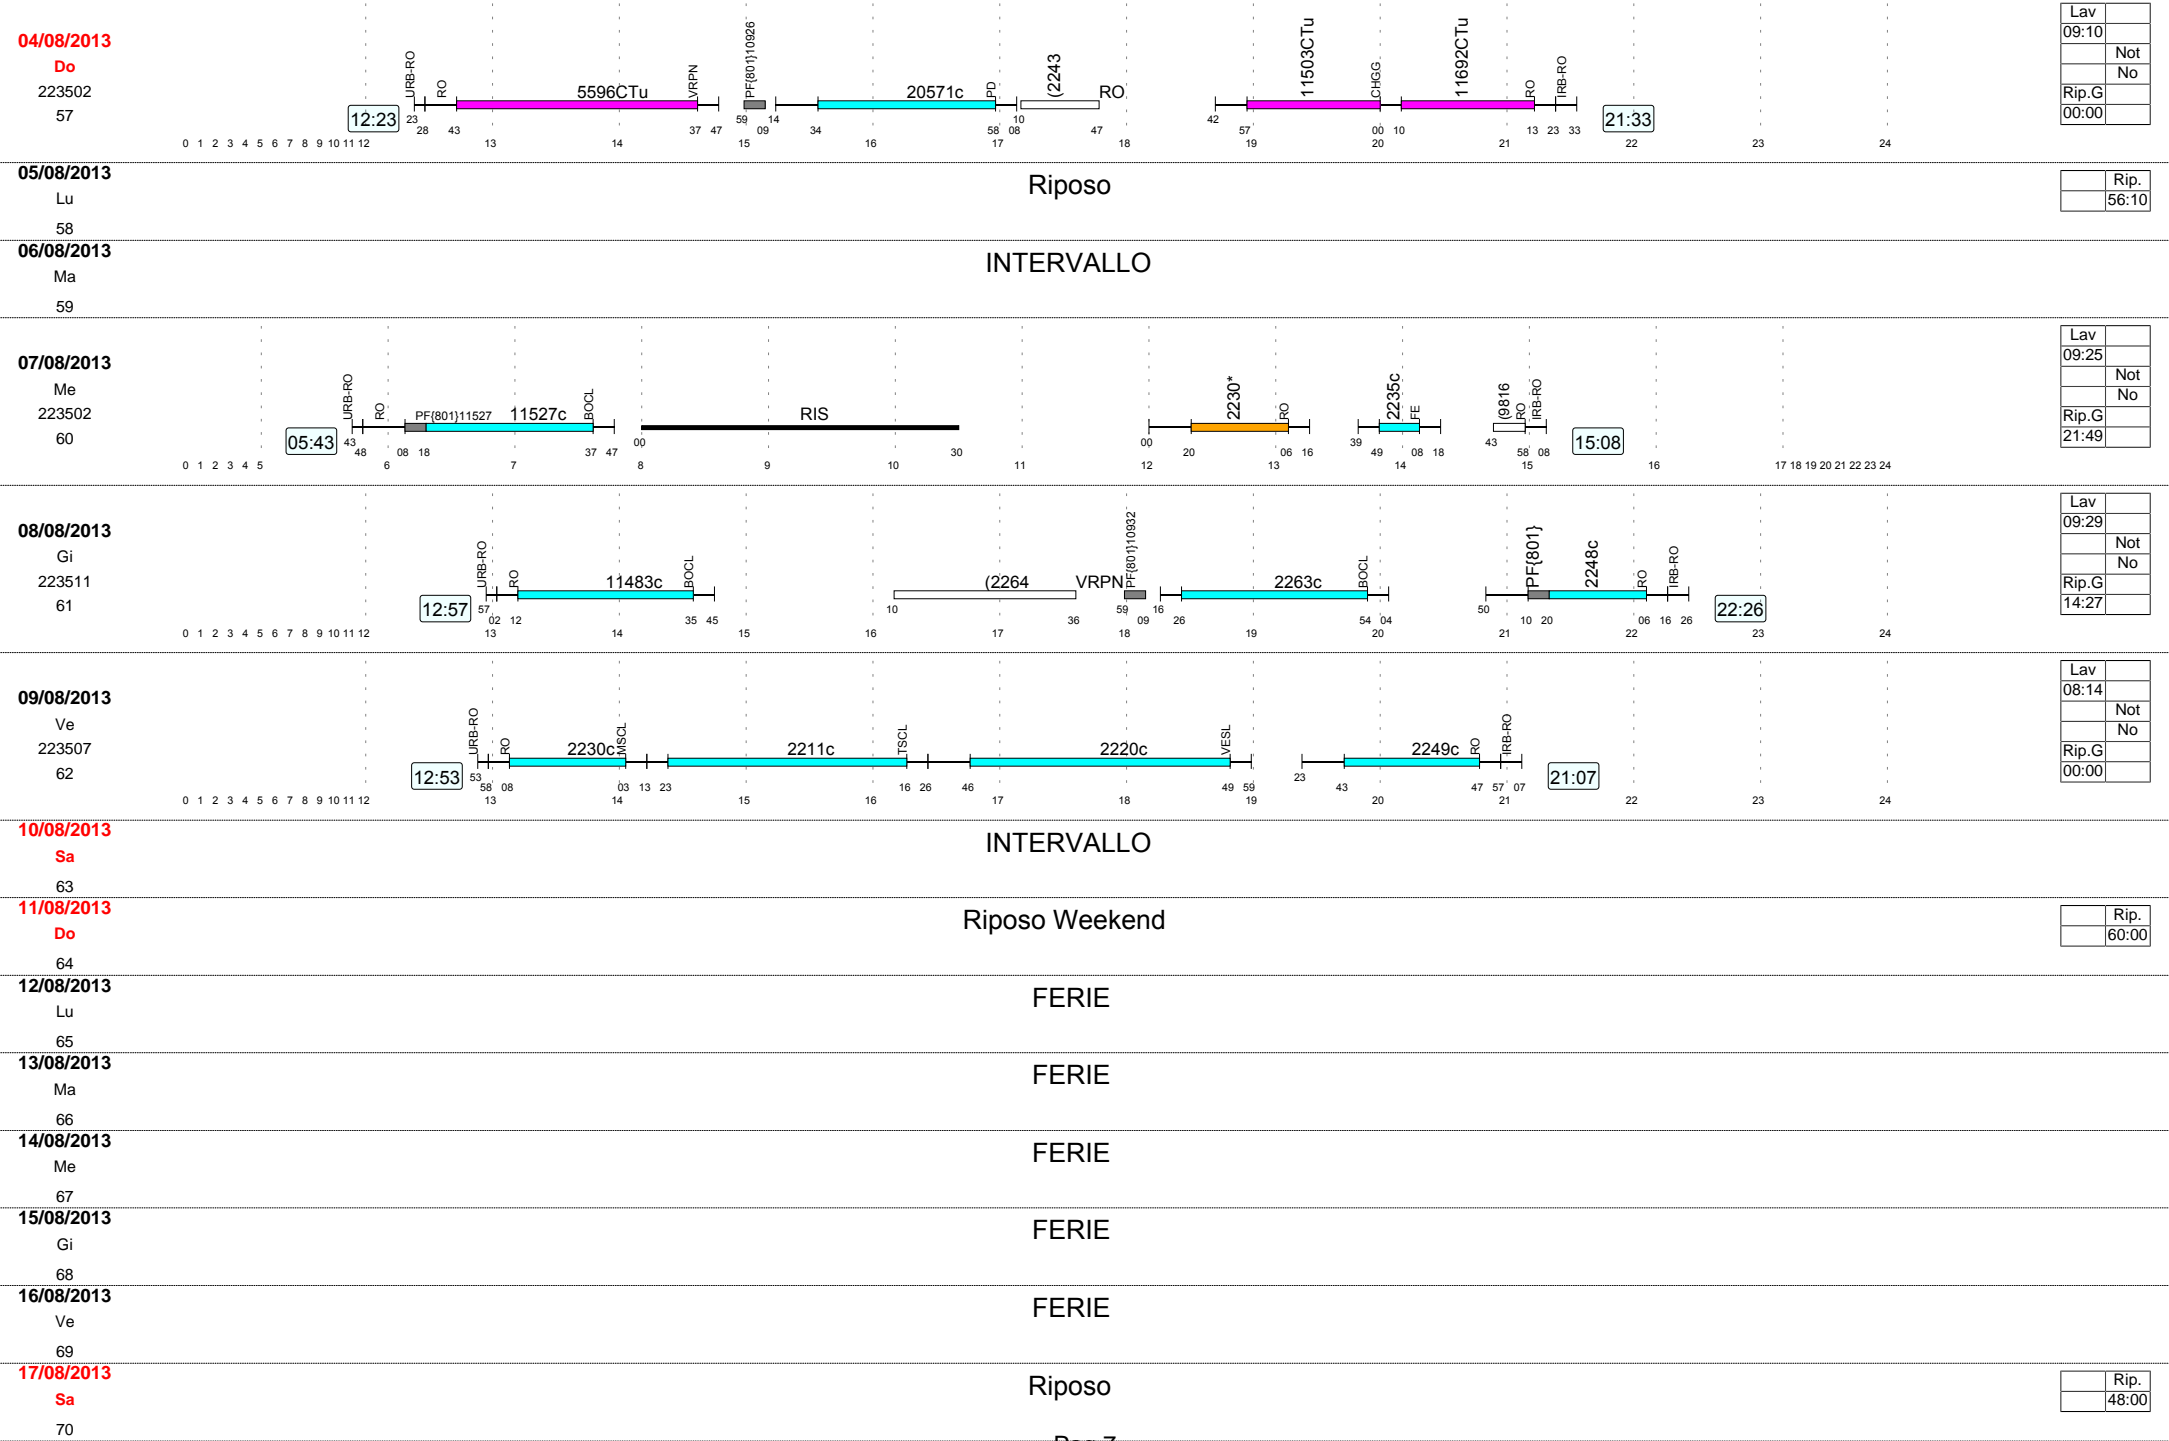 04/08/2013
Do
223502
57
12:23
URB-RO RO 5596CTu VRPN PF{801}10926 20571c PD (2243 RO 11503CTu CHGG 11692CTu RO IRB-RO
23 28 43 37 47 59 09 14 34 58 08 10 47 42 57 00 10 13 23 33
21:33
0 1 2 3 4 5 6 7 8 9 10 11 12 13 14 15 16 17 18 19 20 21 22 23 24
Lav
09:10
Not
No
Rip.G
00:00
05/08/2013
Lu
58
Riposo
Rip.
56:10
06/08/2013
Ma
59
INTERVALLO
07/08/2013
Me
223502
60
05:43
URB-RO RO PF{801}11527 11527c BOCL RIS 2230* RO 2235c FE (9816 RO IRB-RO
43 48 08 18 37 47 00 30 00 20 06 16 39 49 08 18 43 58 08
15:08
0 1 2 3 4 5 6 7 8 9 10 11 12 13 14 15 16 17 18 19 20 21 22 23 24
Lav
09:25
Not
No
Rip.G
21:49
08/08/2013
Gi
223511
61
12:57
URB-RO RO 11483c BOCL (2264 VRPN PF{801}10932 2263c BOCL PF{801} 2248c RO IRB-RO
57 02 12 35 45 10 36 59 09 16 26 54 04 50 10 20 06 16 26
22:26
0 1 2 3 4 5 6 7 8 9 10 11 12 13 14 15 16 17 18 19 20 21 22 23 24
Lav
09:29
Not
No
Rip.G
14:27
09/08/2013
Ve
223507
62
12:53
URB-RO RO 2230c MSCL 2211c TSCL 2220c VESL 2249c RO IRB-RO
53 58 08 03 13 23 16 26 46 49 59 23 43 47 57 07
21:07
0 1 2 3 4 5 6 7 8 9 10 11 12 13 14 15 16 17 18 19 20 21 22 23 24
Lav
08:14
Not
No
Rip.G
00:00
10/08/2013
Sa
63
INTERVALLO
11/08/2013
Do
64
Riposo Weekend
Rip.
60:00
12/08/2013
Lu
65
FERIE
13/08/2013
Ma
66
FERIE
14/08/2013
Me
67
FERIE
15/08/2013
Gi
68
FERIE
16/08/2013
Ve
69
FERIE
17/08/2013
Sa
70
Riposo
Rip.
48:00